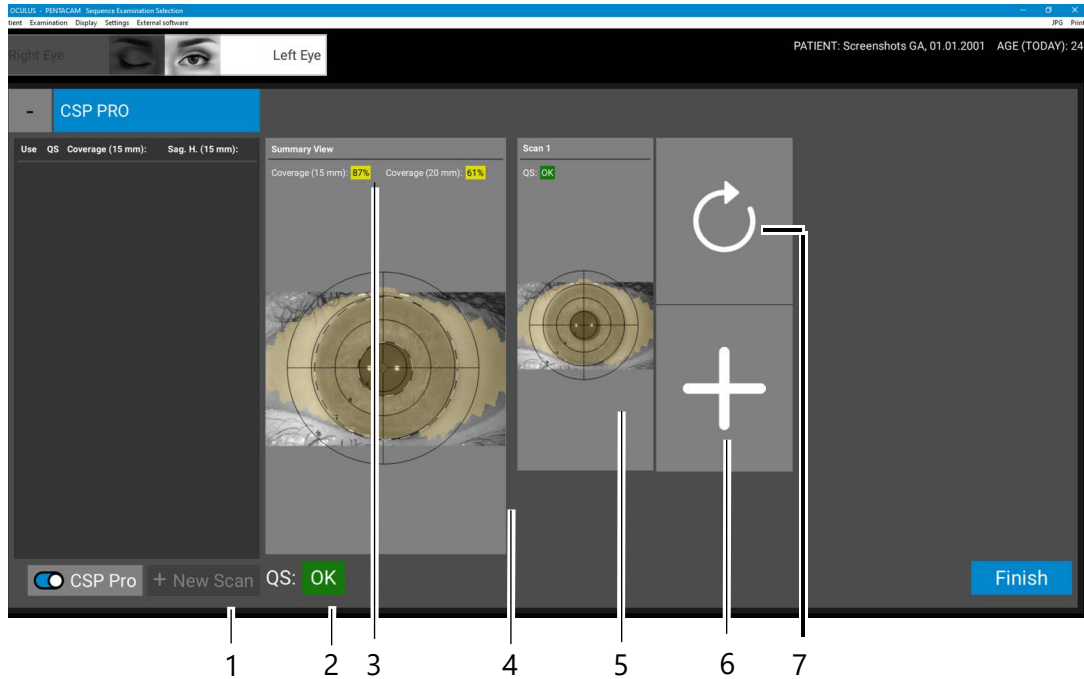 OCULUS - PENTACAM Sequence Examination Selection
tient Examination Display Settings External software JPG Print
Right Eye Left Eye PATIENT: Screenshots GA, 01.01.2001 AGE (TODAY): 24
- CSP PRO
Use QS Coverage (15 mm): Sag. H. (15 mm): Summary View Scan 1
Coverage (15 mm): 87% Coverage (20 mm): 61% QS: OK
CSP Pro + New Scan QS: OK Finish
1 2 3 4 5 6 7